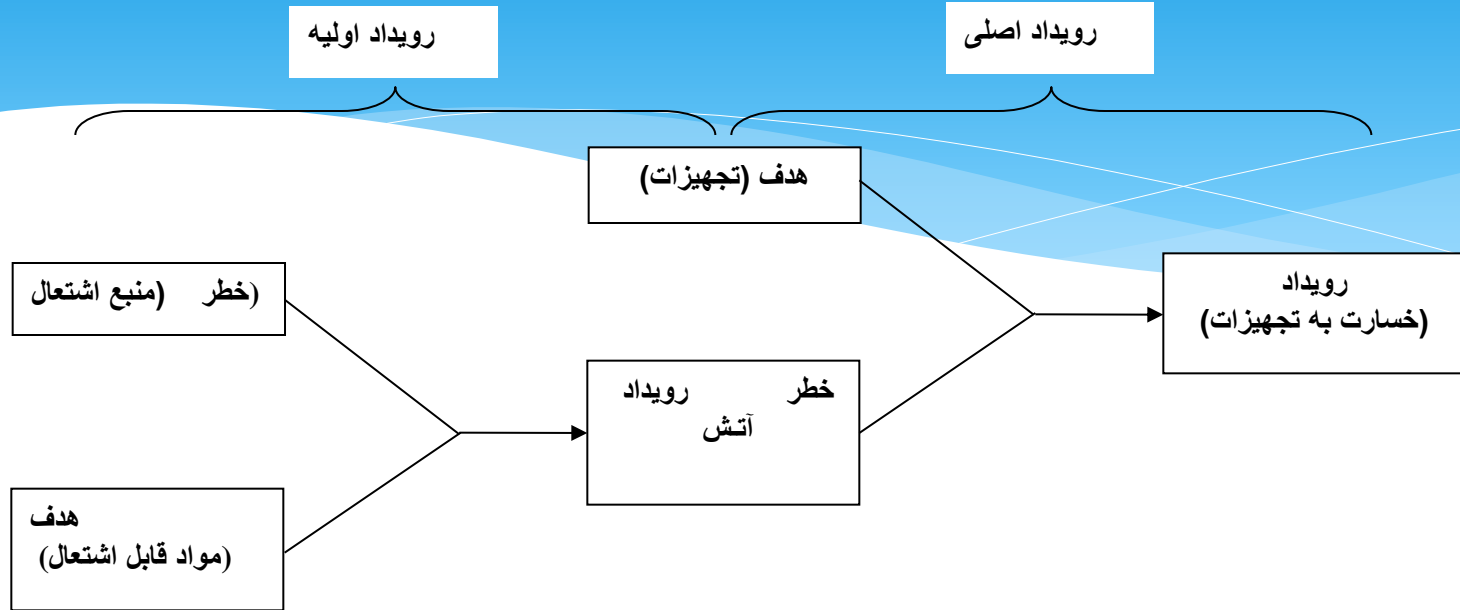 رویداد اصلی
رویداد اولیه
هدف (تجهیزات)
رویداد
(خسارت به تجهیزات)
خطر (منبع اشتعال)
خطر رویداد
آتش
هدف
(مواد قابل اشتعال)